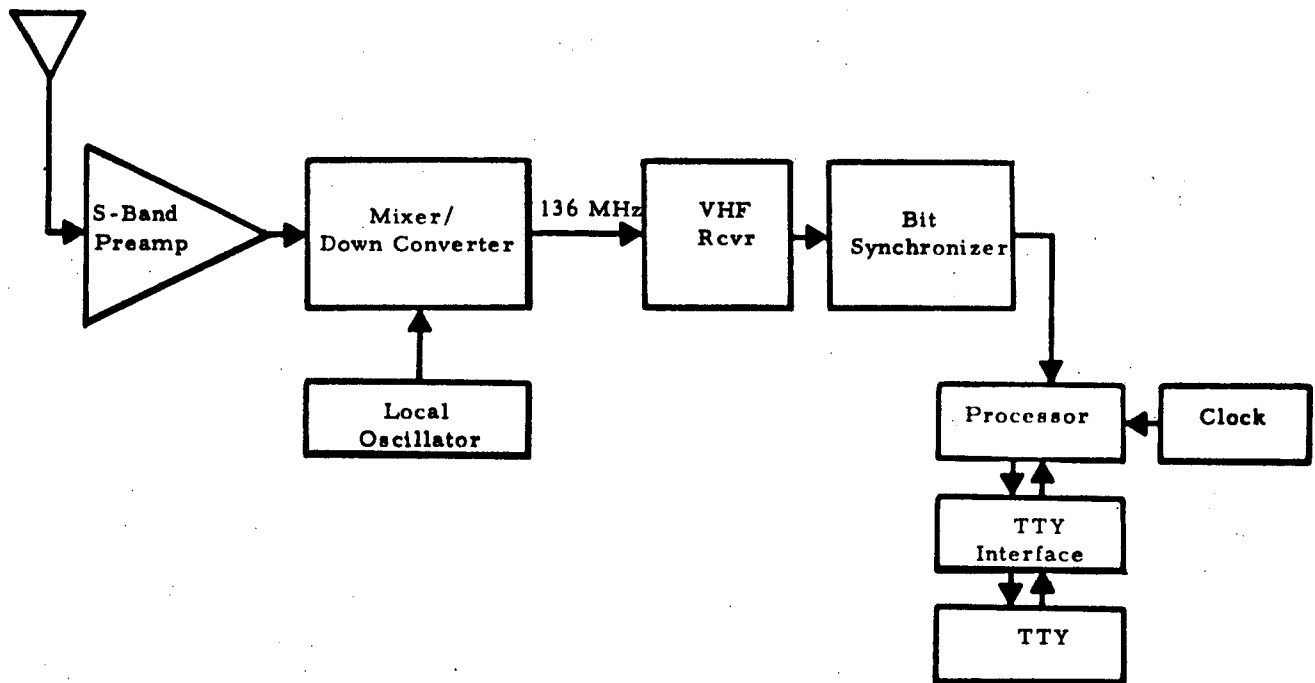 S-Band
Preamp
Mixer/
Down Converter
136 MHz
VHF
Rcvr
Bit
Synchronizer
Local
Oscillator
Processor
Clock
TTY
Interface
TTY